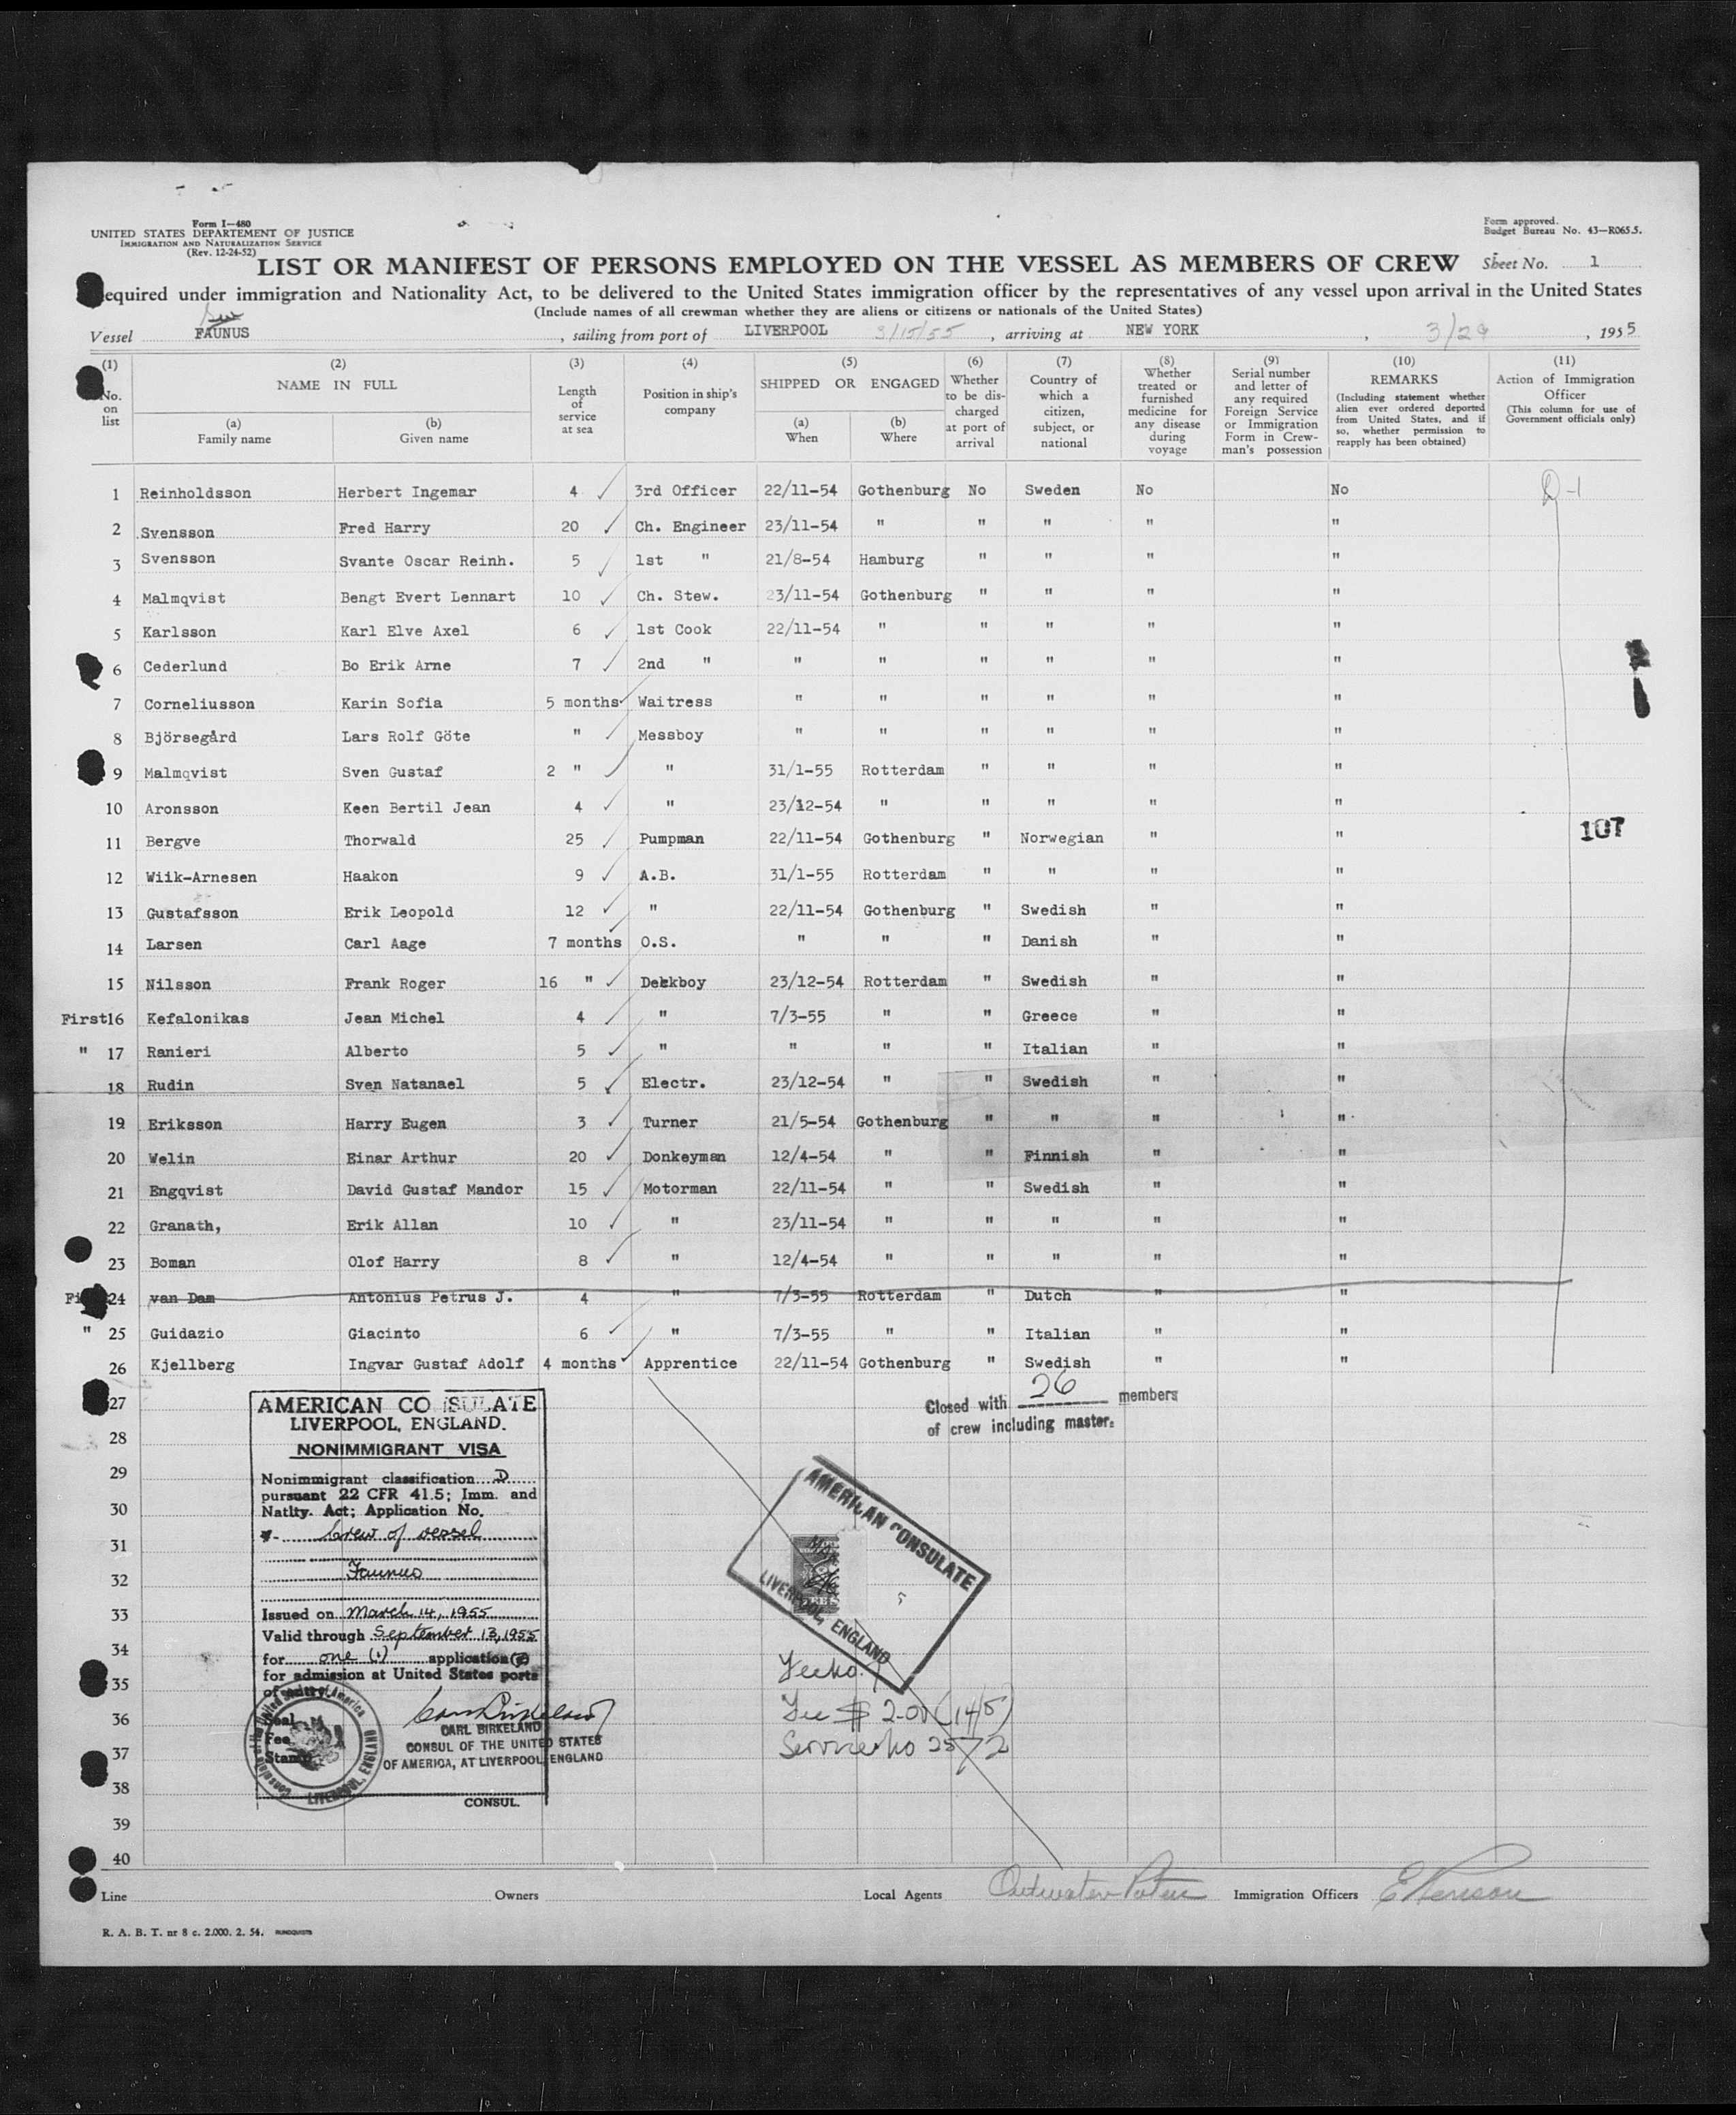 Form I—480
UNITED STATES DEPARTEMENT OF JUSTICE
IMMIGRATION AND NATURALIZATION SERVICE
(Rev. 12-24-52)
Form approved.
Budget Bureau No. 43—R065.5.
LIST OR MANIFEST OF PERSONS EMPLOYED ON THE VESSEL AS MEMBERS OF CREW
Sheet No. 1
equired under immigration and Nationality Act, to be delivered to the United States immigration officer by the representatives of any vessel upon arrival in the United States
(Include names of all crewman whether they are aliens or citizens or nationals of the United States)
Vessel FAUNUS, sailing from port of LIVERPOOL 3/15/55, arriving at NEW YORK, 3/29, 1955
(1) No. on list
(2) NAME IN FULL
(a) Family name
(b) Given name
(3) Length of service at sea
(4) Position in ship's company
(5) SHIPPED OR ENGAGED
(a) When
(b) Where
(6) Whether to be discharged at port of arrival
(7) Country of which a citizen, subject, or national
(8) Whether treated or furnished medicine for any disease during voyage
(9) Serial number and letter of any required Foreign Service or Immigration Form in Crewman's possession
(10) REMARKS (Including statement whether alien ever ordered deported from United States, and if so, whether permission to reapply has been obtained)
(11) Action of Immigration Officer (This column for use of Government officials only)
1 Reinholdsson Herbert Ingemar 4 3rd Officer 22/11-54 Gothenburg No Sweden No No D-1
2 Svensson Fred Harry 20 Ch. Engineer 23/11-54 " " " " "
3 Svensson Svante Oscar Reinh. 5 1st " 21/8-54 Hamburg " " " "
4 Malmqvist Bengt Evert Lennart 10 Ch. Stew. 23/11-54 Gothenburg " " " "
5 Karlsson Karl Elve Axel 6 1st Cook 22/11-54 " " " " "
6 Cederlund Bo Erik Arne 7 2nd " " " " " " "
7 Corneliusson Karin Sofia 5 months Waitress " " " " " "
8 Björsegård Lars Rolf Göte " Messboy " " " " " "
9 Malmqvist Sven Gustaf 2 " " 31/1-55 Rotterdam " " " "
10 Aronsson Keen Bertil Jean 4 " 23/12-54 " " " " "
11 Bergve Thorwald 25 Pumpman 22/11-54 Gothenburg " Norwegian " "
107
12 Wiik-Arnesen Haakon 9 A.B. 31/1-55 Rotterdam " " " "
13 Gustafsson Erik Leopold 12 " 22/11-54 Gothenburg " Swedish " "
14 Larsen Carl Aage 7 months O.S. " " " Danish " "
15 Nilsson Frank Roger 16 " Dekkboy 23/12-54 Rotterdam " Swedish " "
First 16 Kefalonikas Jean Michel 4 " 7/3-55 " " Greece " "
" 17 Ranieri Alberto 5 " " " " Italian " "
18 Rudin Sven Natanael 5 Electr. 23/12-54 " " Swedish " "
19 Eriksson Harry Eugen 3 Turner 21/5-54 Gothenburg " " " "
20 Welin Einar Arthur 20 Donkeyman 12/4-54 " " Finnish " "
21 Engqvist David Gustaf Mandor 15 Motorman 22/11-54 " " Swedish " "
22 Granath, Erik Allan 10 " 23/11-54 " " " " "
23 Boman Olof Harry 8 " 12/4-54 " " " " "
24 van Dam Antonius Petrus J. 4 " 7/3-55 Rotterdam " Dutch " "
" 25 Guidazio Giacinto 6 " 7/3-55 " " Italian " "
26 Kjellberg Ingvar Gustaf Adolf 4 months Apprentice 22/11-54 Gothenburg " Swedish " "
27
28
29
30
31
32
33
34
35
36
37
38
39
40
Closed with 26 members
of crew including master.
AMERICAN CO SULATE
LIVERPOOL, ENGLAND.
NONIMMIGRANT VISA
Nonimmigrant classification D
pursuant 22 CFR 41.5; Imm. and
Natlty. Act; Application No.
Crew of vessel
Faunus
Issued on March 14, 1955
Valid through September 13, 1955
for one (1) application(s)
for admission at United States ports
of
Seal
Fee
Stamp
LIVERPOOL, ENGLAND
CARL BIRKELAND
CONSUL OF THE UNITED STATES
OF AMERICA, AT LIVERPOOL, ENGLAND
CONSUL.
AMERICAN CONSULATE
LIVERPOOL, ENGLAND
Fee No.
Fee $ 2.00 (14/5)
Service No 2572
Line
Owners
Local Agents
Immigration Officers
R. A. B. T. nr 8 c. 2.000. 2. 54.